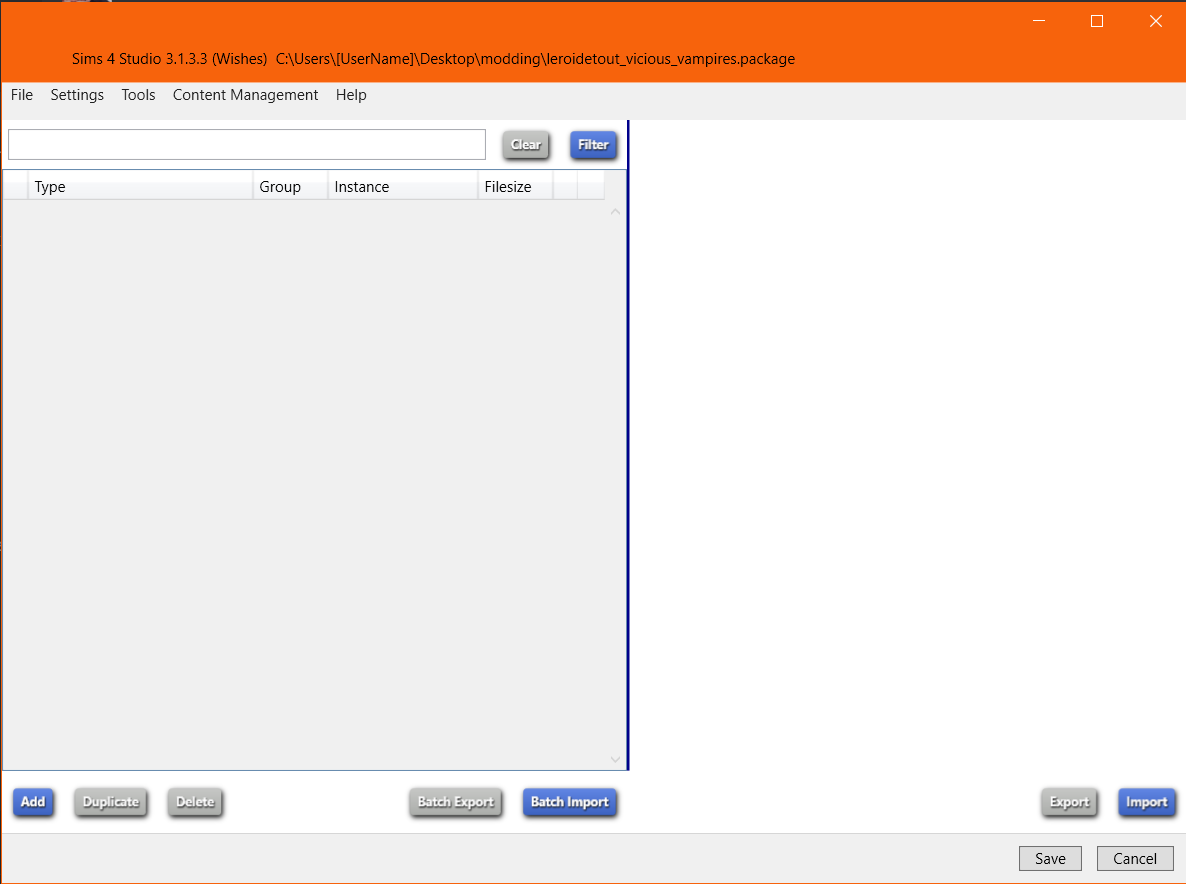 Sims 4 Studio 3.1.3.3 (Wishes) C:\Users\[UserName]\Desktop\modding\leroidetout_vicious_vampires.package
File Settings Tools Content Management Help
Clear Filter
Type Group Instance Filesize
Add Duplicate Delete Batch Export Batch Import Export Import
Save Cancel